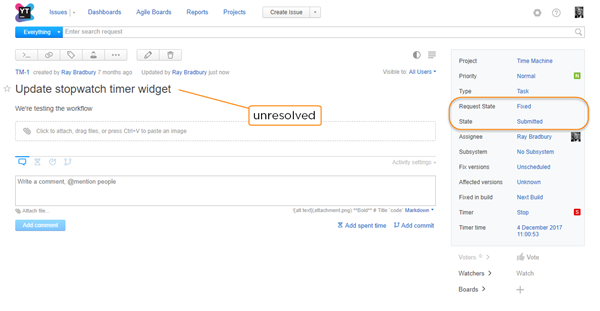 YT
Issues
Dashboards
Agile Boards
Reports
Projects
Create Issue
Everything
Enter search request
TM-1 created by Ray Bradbury 7 months ago Updated by Ray Bradbury just now
Visible to: All Users
Update stopwatch timer widget
unresolved
We're testing the workflow
Click to attach, drag files, or press Ctrl+V to paste an image
Activity settings
Write a comment, @mention people
Attach file...
![alt text](attachment.png) **Bold** # Title `code` Markdown
Add comment
Add spent time
Add commit
Project Time Machine
Priority Normal N
Type Task
Request State Fixed
State Submitted
Assignee Ray Bradbury
Subsystem No Subsystem
Fix versions Unscheduled
Affected versions Unknown
Fixed in build Next Build
Timer Stop S
Timer time 4 December 2017
11:00:53
Voters 0 Vote
Watchers Watch
Boards